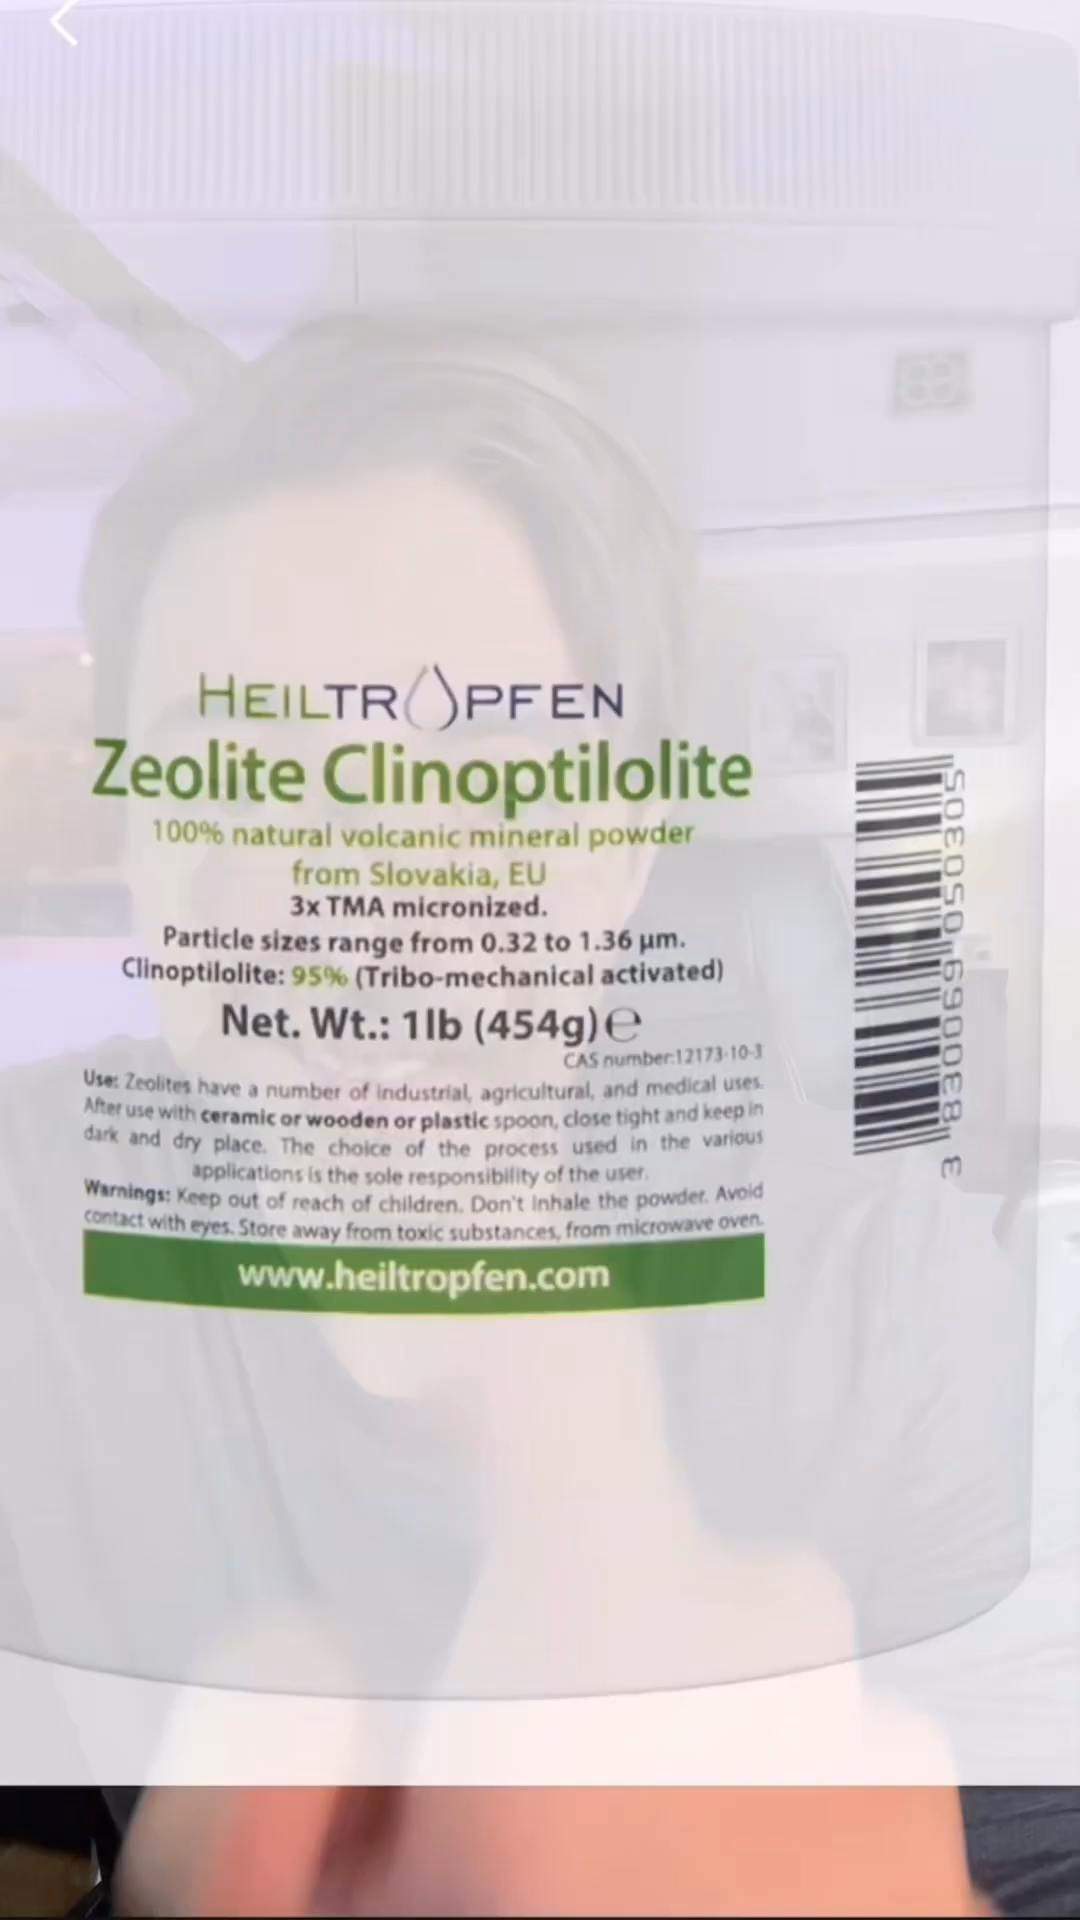 HEILTROPFEN
Zeolite Clinoptilolite
100% natural volcanic mineral powder
from Slovakia, EU
3x TMA micronized.
Particle sizes range from 0.32 to 1.36 µm.
Clinoptilolite: 95% (Tribo-mechanical activated)
Net. Wt.: 1lb (454g) ℮
CAS number:12173-10-3
Use: Zeolites have a number of industrial, agricultural, and medical uses.
After use with ceramic or wooden or plastic spoon, close tight and keep in
dark and dry place. The choice of the process used in the various
applications is the sole responsibility of the user.
Warnings: Keep out of reach of children. Don't inhale the powder. Avoid
contact with eyes. Store away from toxic substances, from microwave oven.
www.heiltropfen.com
3 830069 050305